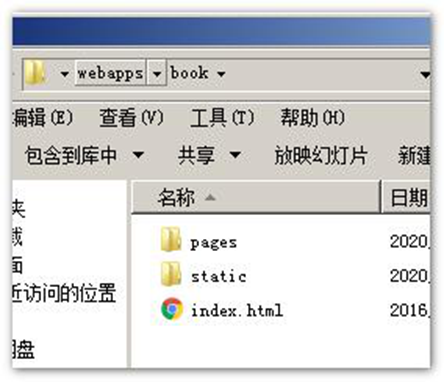 webapps book
编辑(E) 查看(V) 工具(T) 帮助(H)
包含到库中 共享 放映幻灯片 新建
名称 日期
夹
pages 2020
static 2020
面
index.html 2016
近访问的位置